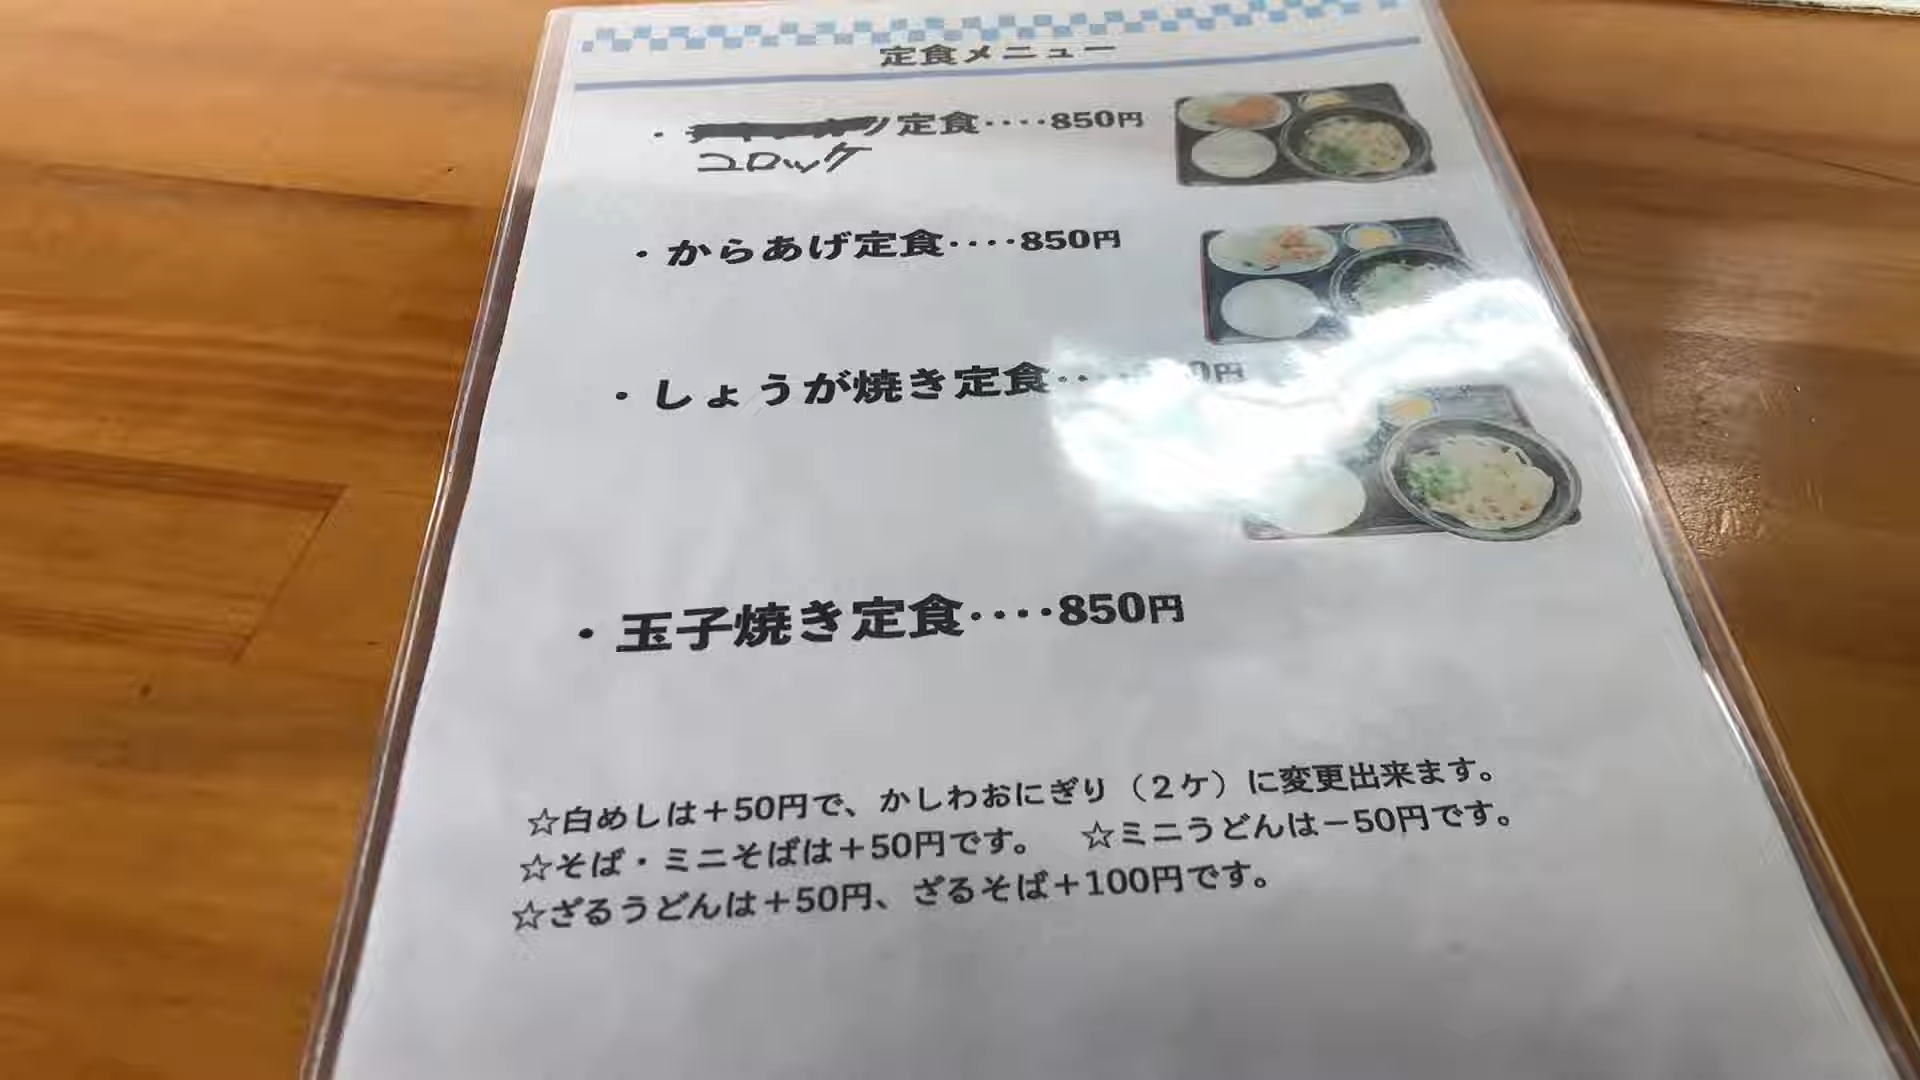 定食メニュー
・ 定食････850円
コロッケ
・からあげ定食････850円
・しょうが焼き定食･･ 0円
・玉子焼き定食････850円
☆白めしは＋50円で、かしわおにぎり（２ケ）に変更出来ます。
☆そば・ミニそばは＋50円です。　☆ミニうどんは－50円です。
☆ざるうどんは＋50円、ざるそば＋100円です。